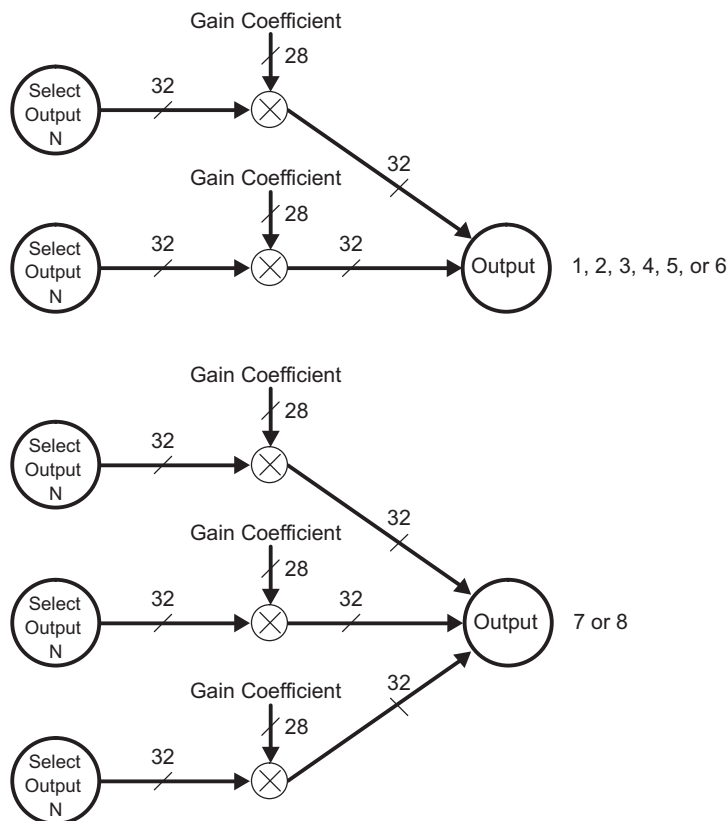 Gain Coefficient
28
Select
Output
N
32
32
Gain Coefficient
28
Select
Output
N
32
32
Output
1, 2, 3, 4, 5, or 6
Gain Coefficient
28
Select
Output
N
32
32
Gain Coefficient
28
Select
Output
N
32
32
Output
7 or 8
Gain Coefficient
28
Select
Output
N
32
32